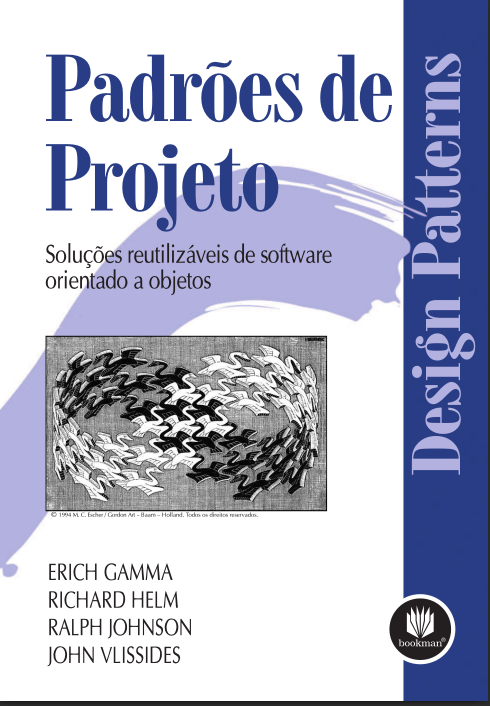 Padrões de
Projeto
Soluções reutilizáveis de software
orientado a objetos
© 1994 M. C. Escher / Gordon Art – Baarn – Holland. Todos os direitos reservados.
ERICH GAMMA
RICHARD HELM
RALPH JOHNSON
JOHN VLISSIDES
Design Patterns
bookman®